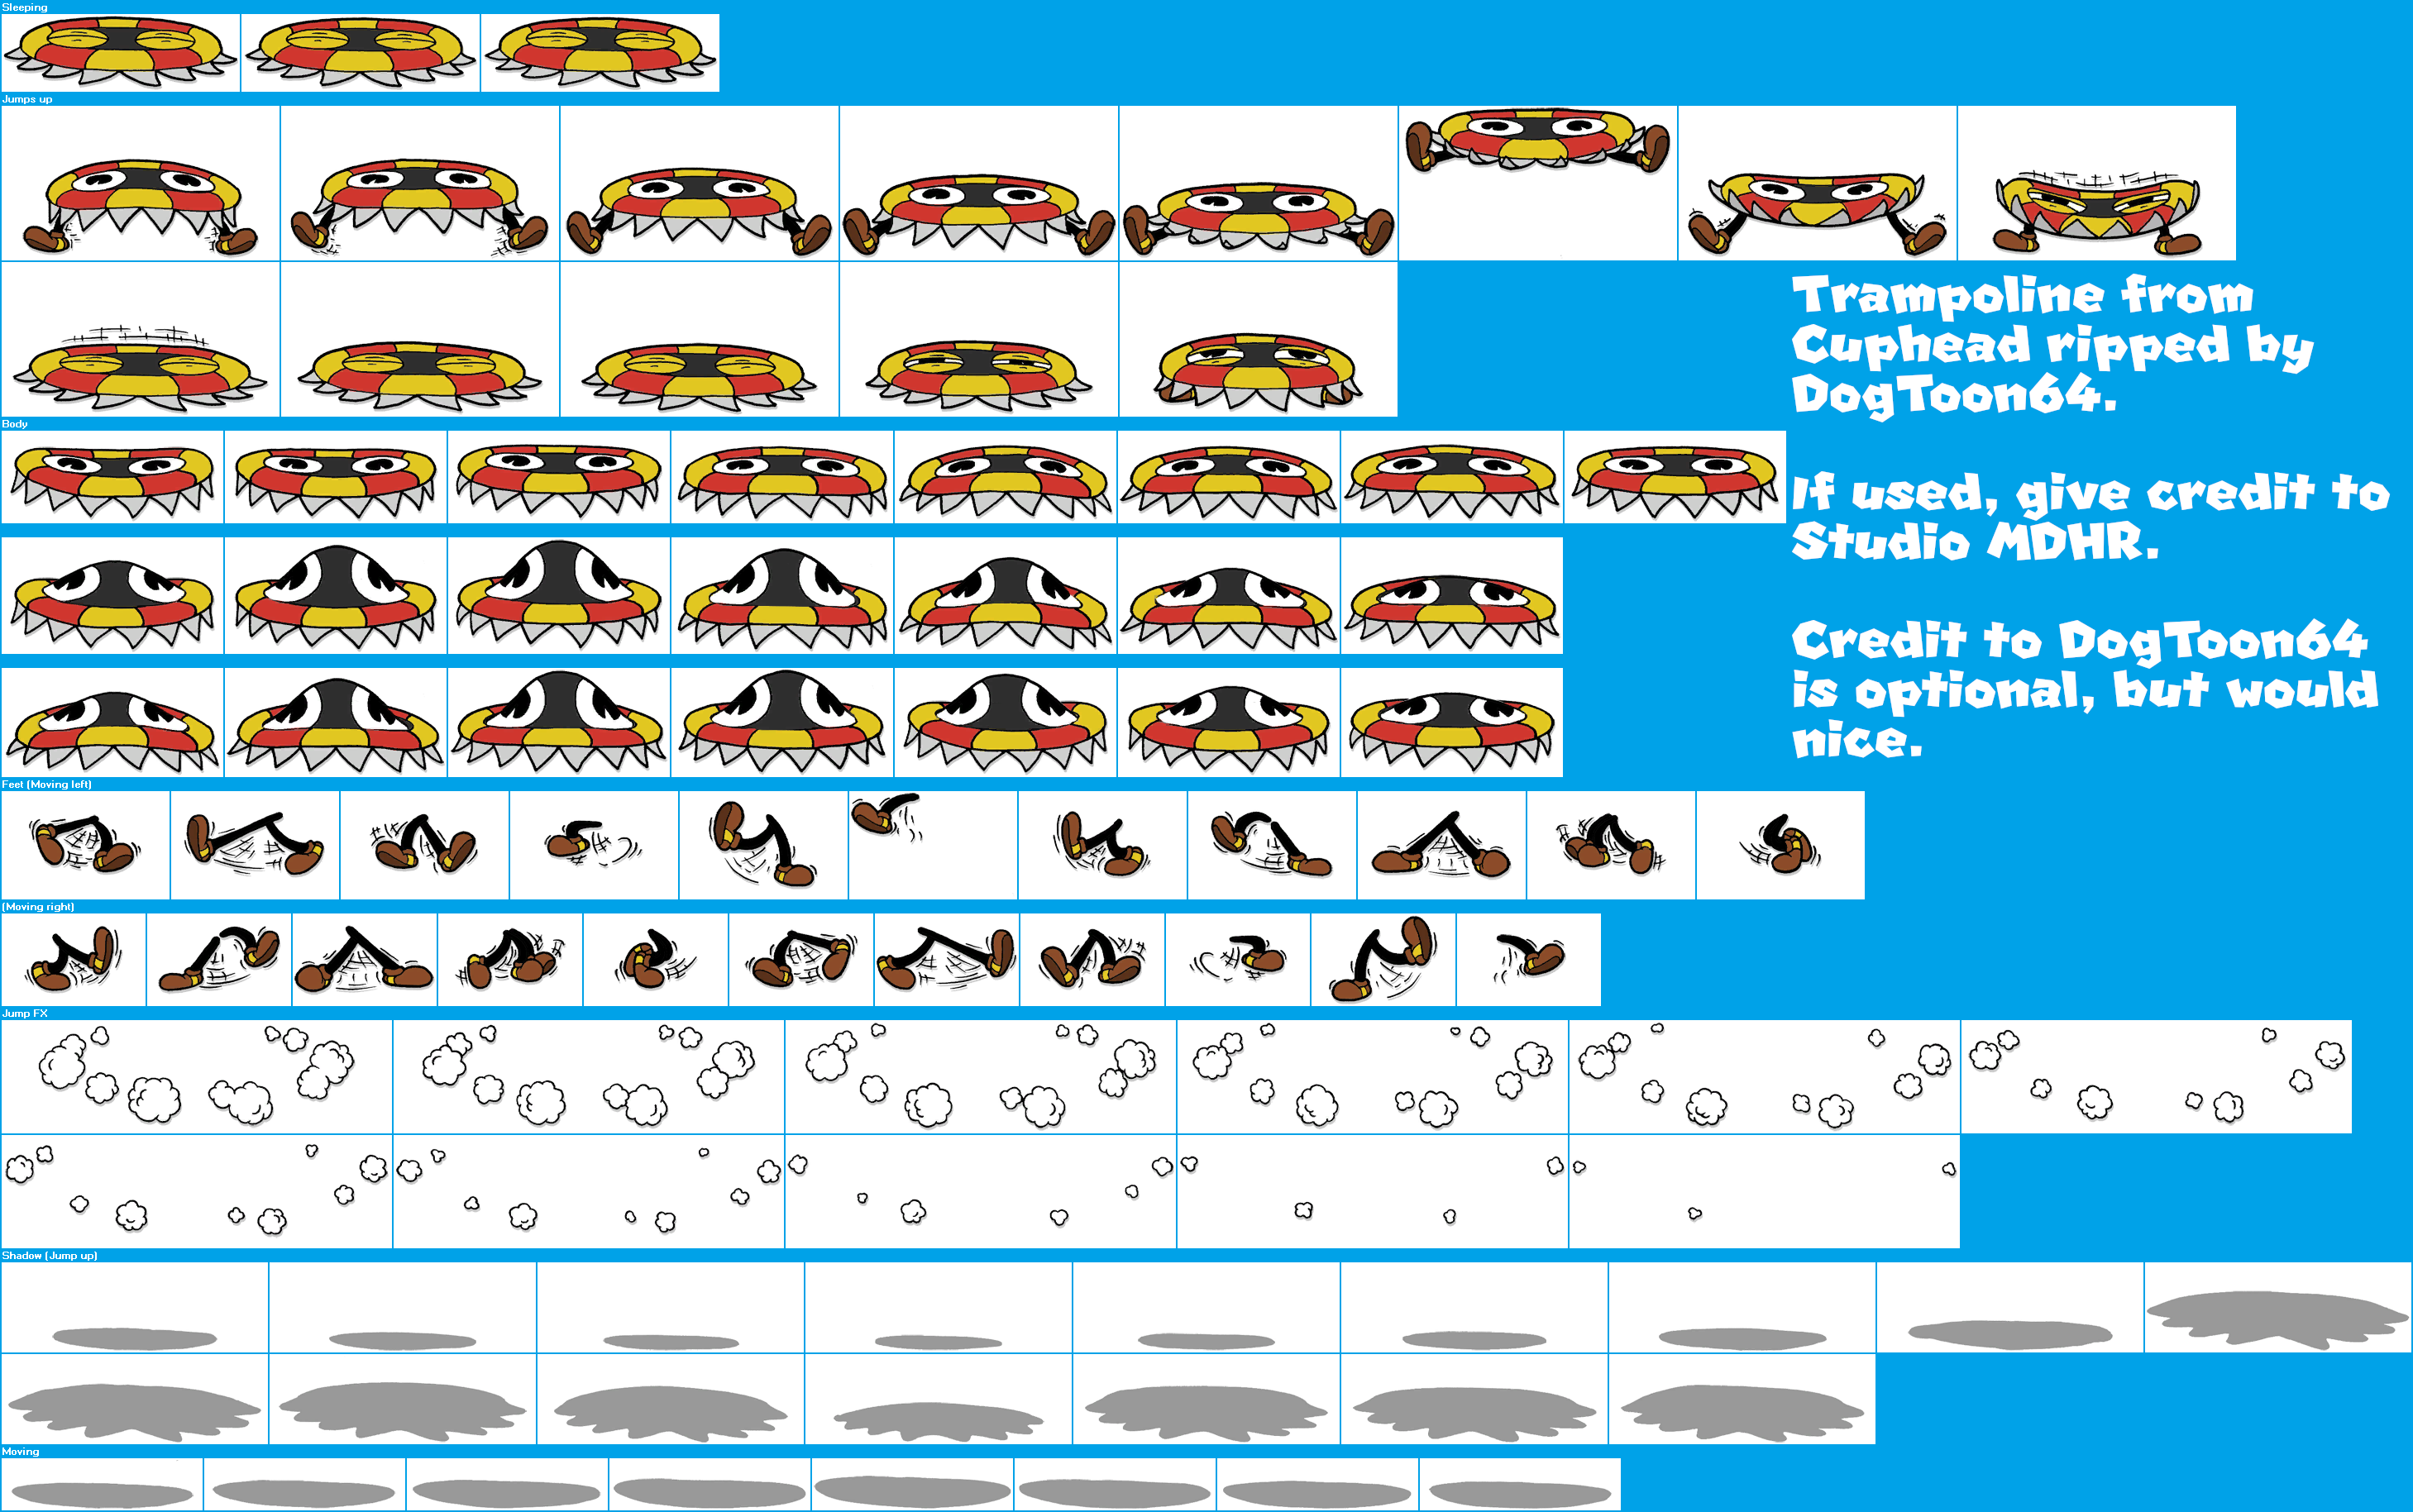 Sleeping
Jumps up
Trampoline from
Cuphead ripped by
DogToon64.
Body
If used, give credit to
Studio MDHR.
Credit to DogToon64
is optional, but would
nice.
Feet (Moving left)
(Moving right)
Jump FX
Shadow (Jump up)
Moving